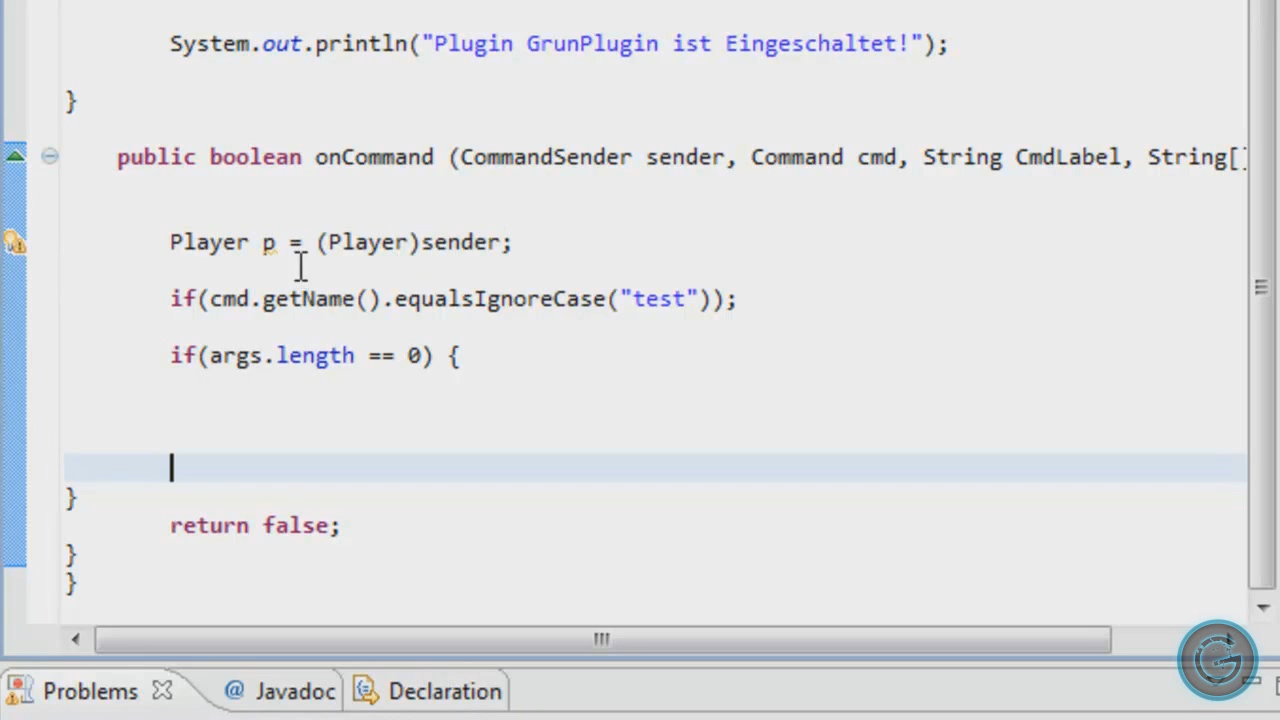 System.out.println("Plugin GrunPlugin ist Eingeschaltet!");
}
public boolean onCommand (CommandSender sender, Command cmd, String CmdLabel, String[]
Player p = (Player)sender;
if(cmd.getName().equalsIgnoreCase("test"));
if(args.length == 0) {
}
return false;
}
}
Problems @ Javadoc Declaration